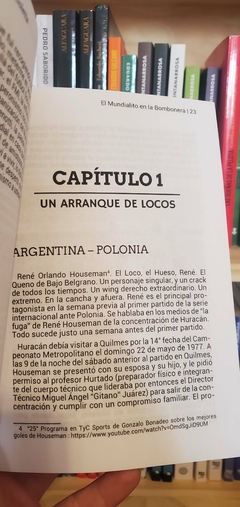 PEDRO SABORIDO
ALFAGUARA
ALFAGUARA
EDUARDO
FONTANARROSA
FONTANARROSA
FONTANARROSA
El Mundialito en la Bombonera | 23
CAPÍTULO 1
UN ARRANQUE DE LOCOS
ARGENTINA – POLONIA
René Orlando Houseman⁴. El Loco, el Hueso, René. El
Queno de Bajo Belgrano. Un personaje singular, y un crack
de todos los tiempos. Un wing derecho extraordinario. Un
extremo. En la cancha y afuera. René es el principal pro-
tagonista en la semana previa al primer partido de la serie
internacional ante Polonia. Se hablaba en los medios de "la
fuga" de René Houseman de la concentración de Huracán.
Todo sucede justo una semana antes del primer partido.
Huracán debía visitar a Quilmes por la 14° fecha del Cam-
peonato Metropolitano el domingo 22 de mayo de 1977. A
las 9 de la noche del sábado anterior al partido en Quilmes,
Houseman se presentó con su esposa y su hijo, y le pidió
permiso al profesor Hurtado (preparador físico e integran-
te del cuerpo técnico que lideraba por entonces el Director
Técnico Miguel Ángel "Gitano" Juárez) para salir de la con-
centración y cumplir con un compromiso familiar. El pro-
4 "25" Programa en TyC Sports de Gonzalo Bonadeo sobre los mejores
goles de Houseman : https://www.youtube.com/watch?v=OmdSgJiD9UM